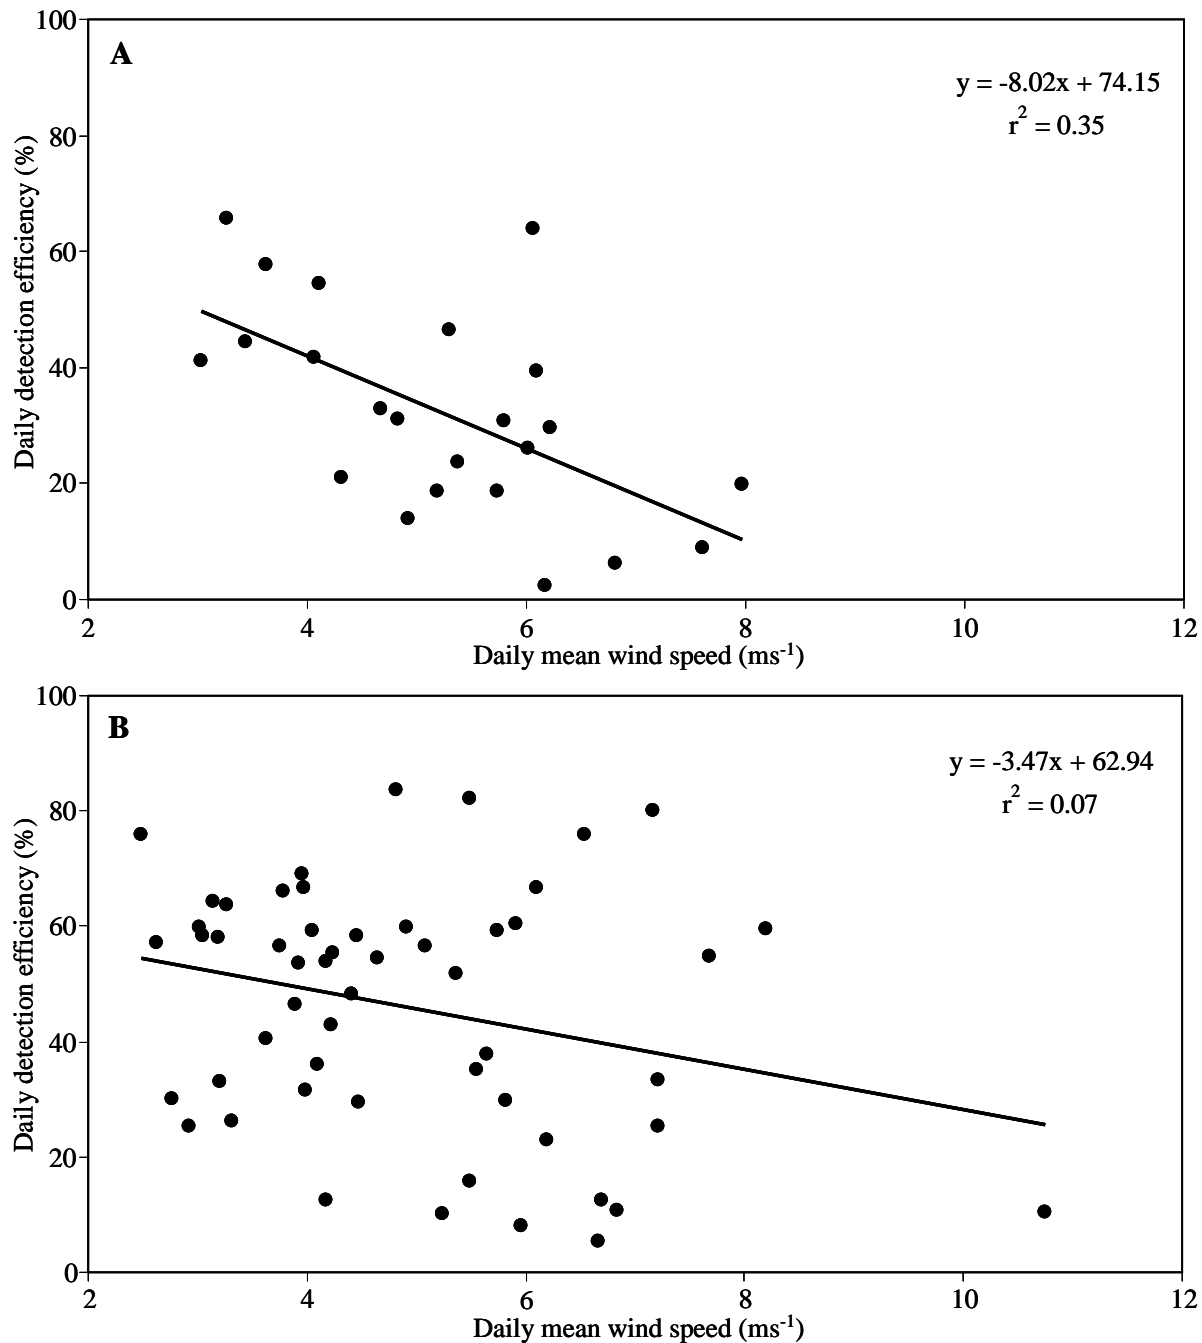 100
A
y = -8.02x + 74.15
r² = 0.35
80
60
40
20
0
Daily detection efficiency (%)
2 4 6 8 10 12
Daily mean wind speed (ms⁻¹)
100
B
y = -3.47x + 62.94
r² = 0.07
80
60
40
20
0
Daily detection efficiency (%)
2 4 6 8 10 12
Daily mean wind speed (ms⁻¹)